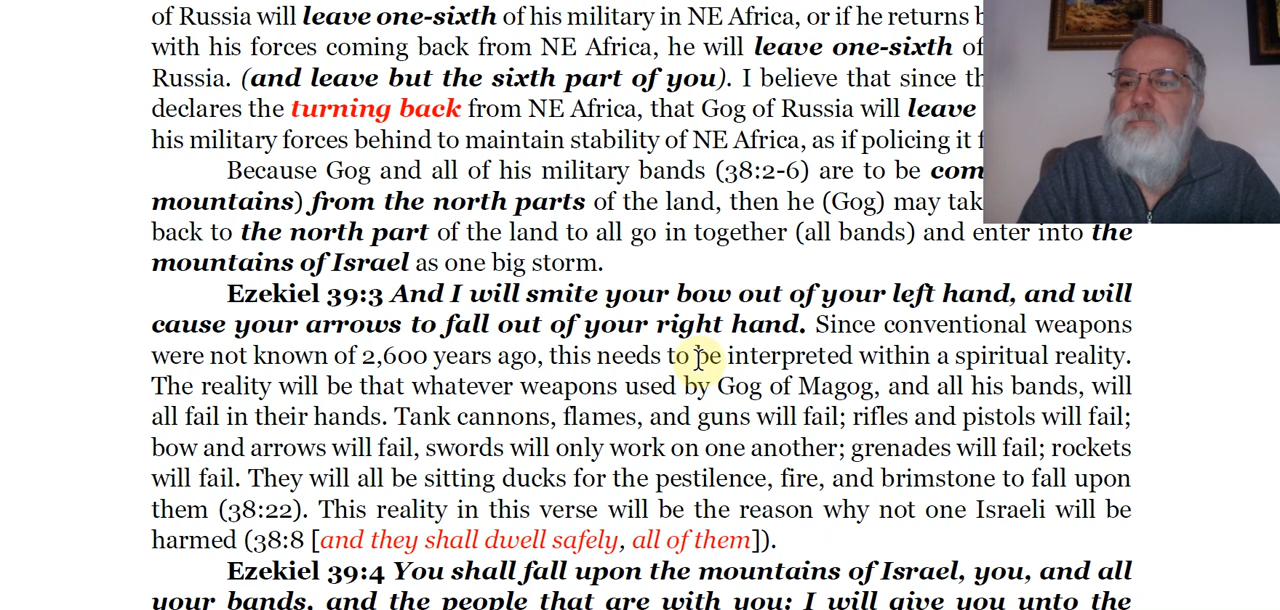 of Russia will leave one-sixth of his military in NE Africa, or if he returns
with his forces coming back from NE Africa, he will leave one-sixth of
Russia. (and leave but the sixth part of you). I believe that since
declares the turning back from NE Africa, that Gog of Russia will leave
his military forces behind to maintain stability of NE Africa, as if policing it
Because Gog and all of his military bands (38:2-6) are to be
mountains) from the north parts of the land, then he (Gog) may
back to the north part of the land to all go in together (all bands) and enter into the
mountains of Israel as one big storm.
Ezekiel 39:3 And I will smite your bow out of your left hand, and will
cause your arrows to fall out of your right hand. Since conventional weapons
were not known of 2,600 years ago, this needs to be interpreted within a spiritual reality.
The reality will be that whatever weapons used by Gog of Magog, and all his bands, will
all fail in their hands. Tank cannons, flames, and guns will fail; rifles and pistols will fail;
bow and arrows will fail, swords will only work on one another; grenades will fail; rockets
will fail. They will all be sitting ducks for the pestilence, fire, and brimstone to fall upon
them (38:22). This reality in this verse will be the reason why not one Israeli will be
harmed (38:8 [and they shall dwell safely, all of them]).
Ezekiel 39:4 You shall fall upon the mountains of Israel, you, and all
your bands, and the people that are with you: I will give you unto the